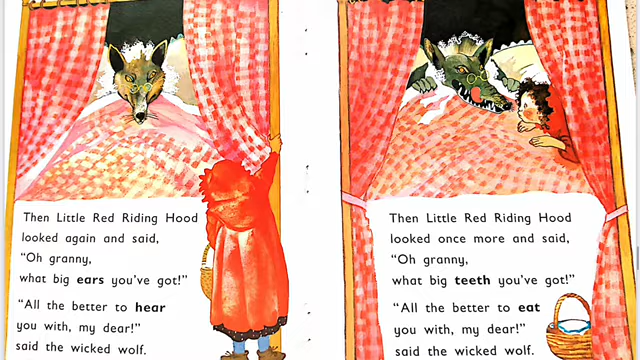 Then Little Red Riding Hood
looked again and said,
“Oh granny,
what big ears you’ve got!”
“All the better to hear
you with, my dear!”
said the wicked wolf.
Then Little Red Riding Hood
looked once more and said,
“Oh granny,
what big teeth you’ve got!”
“All the better to eat
you with, my dear!”
said the wicked wolf.